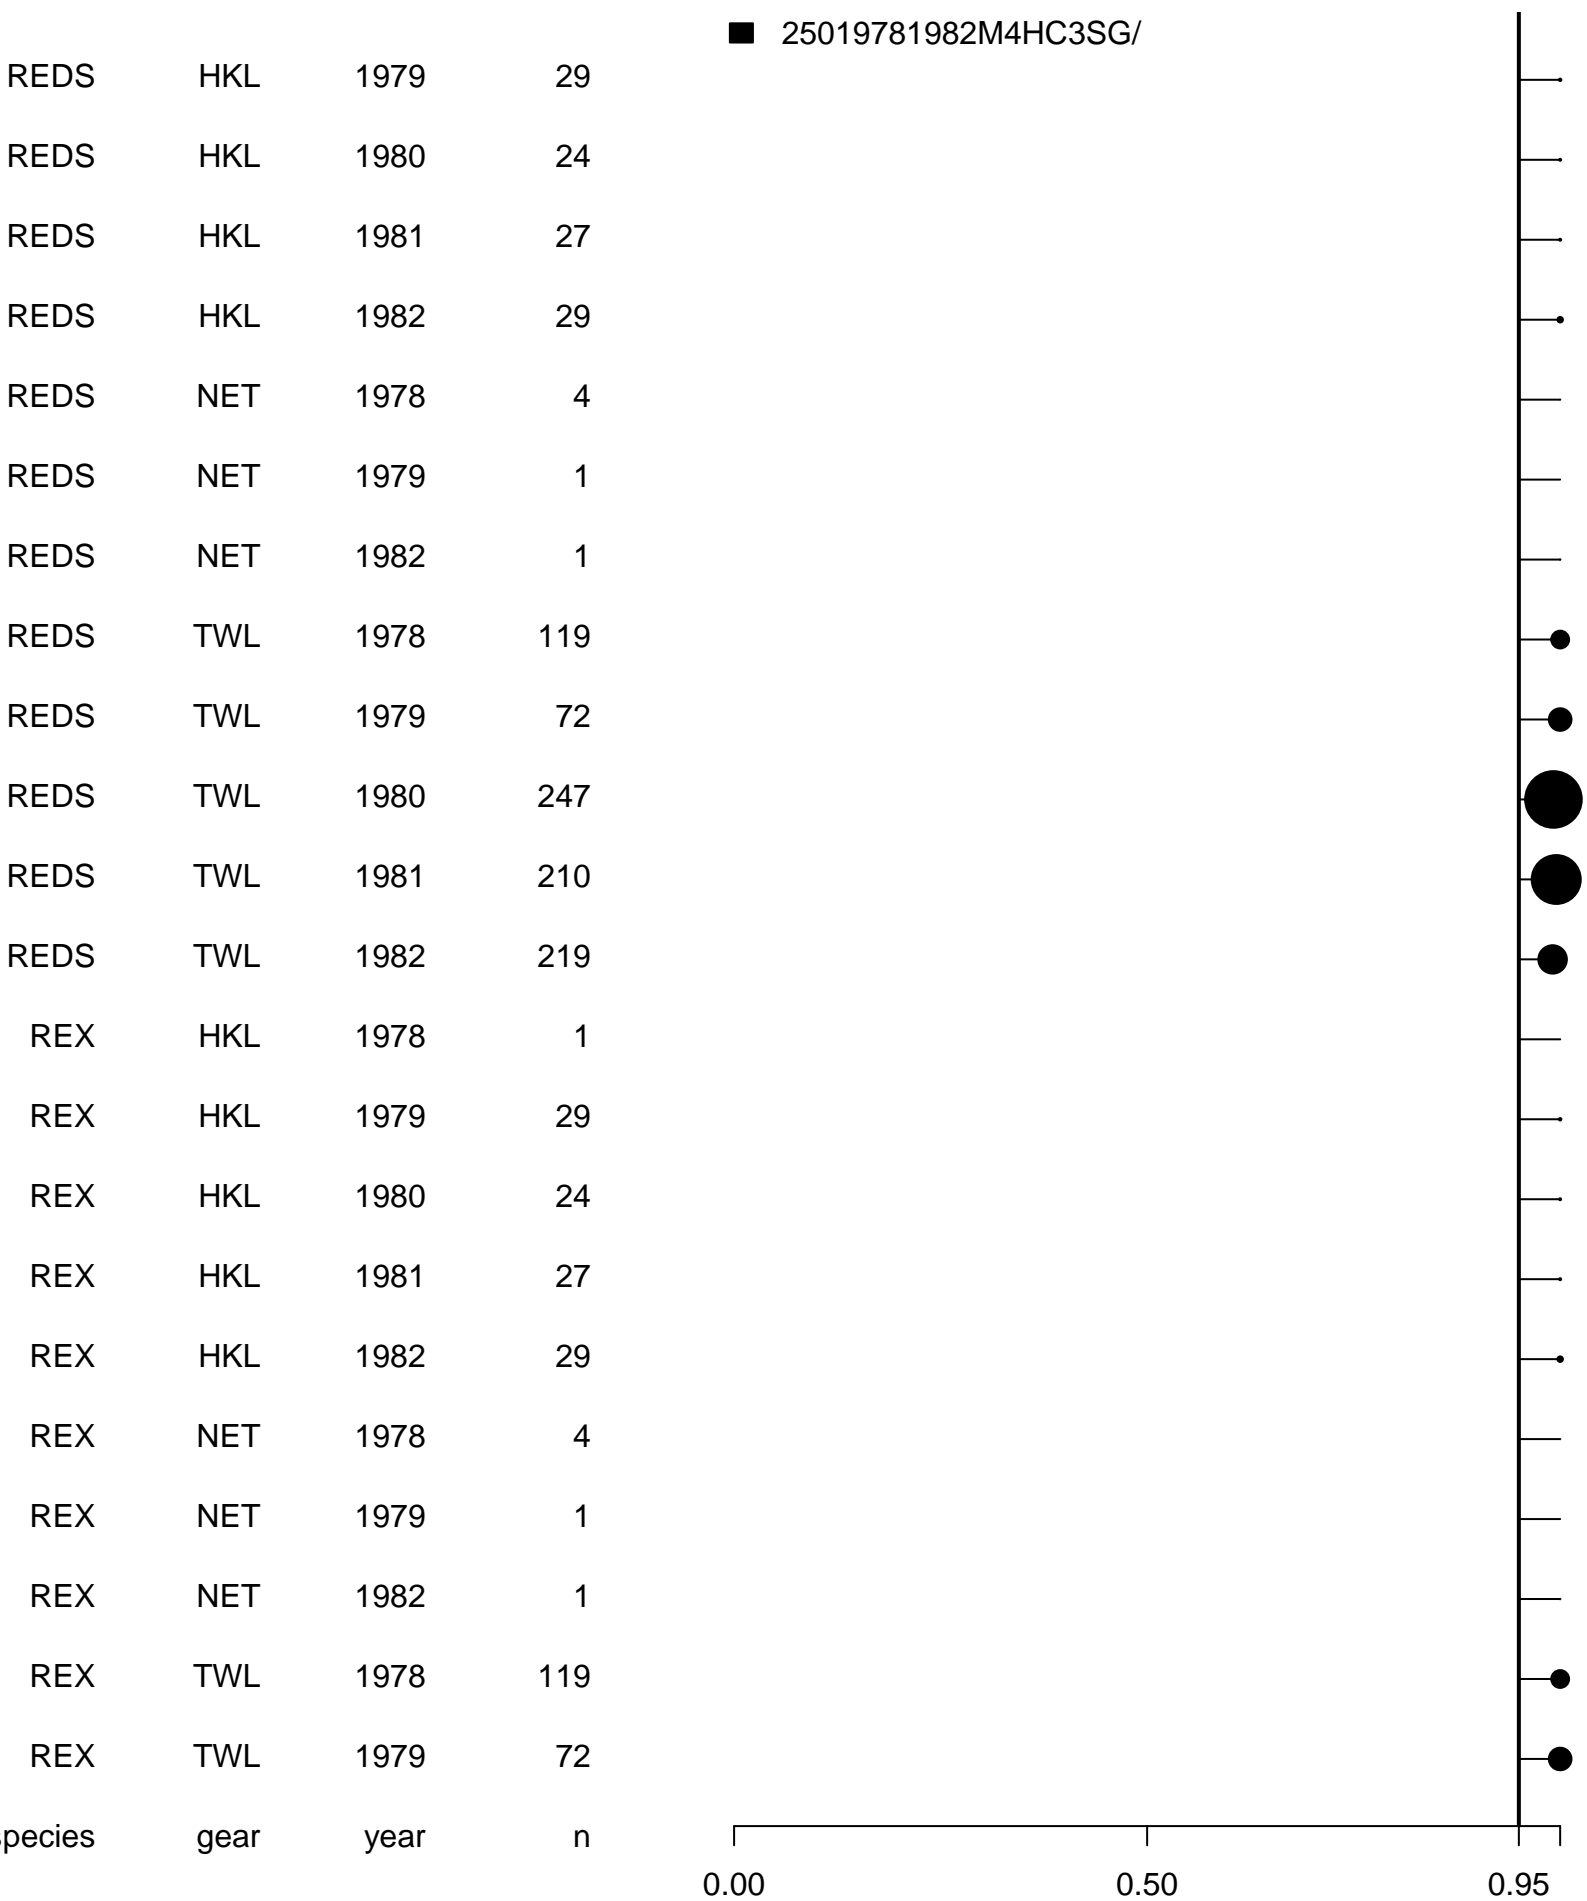 25019781982M4HC3SG/
REDS HKL 1979 29
REDS HKL 1980 24
REDS HKL 1981 27
REDS HKL 1982 29
REDS NET 1978 4
REDS NET 1979 1
REDS NET 1982 1
REDS TWL 1978 119
REDS TWL 1979 72
REDS TWL 1980 247
REDS TWL 1981 210
REDS TWL 1982 219
REX HKL 1978 1
REX HKL 1979 29
REX HKL 1980 24
REX HKL 1981 27
REX HKL 1982 29
REX NET 1978 4
REX NET 1979 1
REX NET 1982 1
REX TWL 1978 119
REX TWL 1979 72
species gear year n
0.00 0.50 0.95